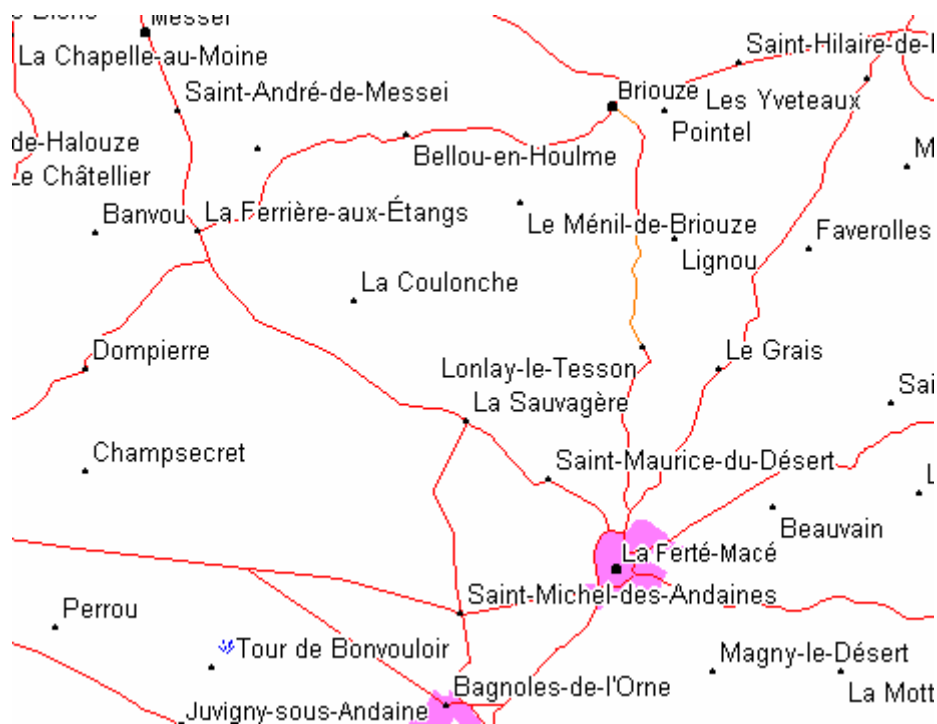 Messei
Saint-Hilaire-de-
La Chapelle-au-Moine
Saint-André-de-Messei
Briouze
Les Yveteaux
Pointel
de-Halouze
Bellou-en-Houlme
Le Châtellier
Banvou
La Ferrière-aux-Étangs
Le Ménil-de-Briouze
Faverolles
Lignou
La Coulonche
Dompierre
Le Grais
Lonlay-le-Tesson
Sai
La Sauvagère
Champsecret
Saint-Maurice-du-Désert
Beauvain
La Ferté-Macé
Saint-Michel-des-Andaines
Perrou
Tour de Bonvouloir
Magny-le-Désert
Bagnoles-de-l'Orne
La Mott
Juvigny-sous-Andaine